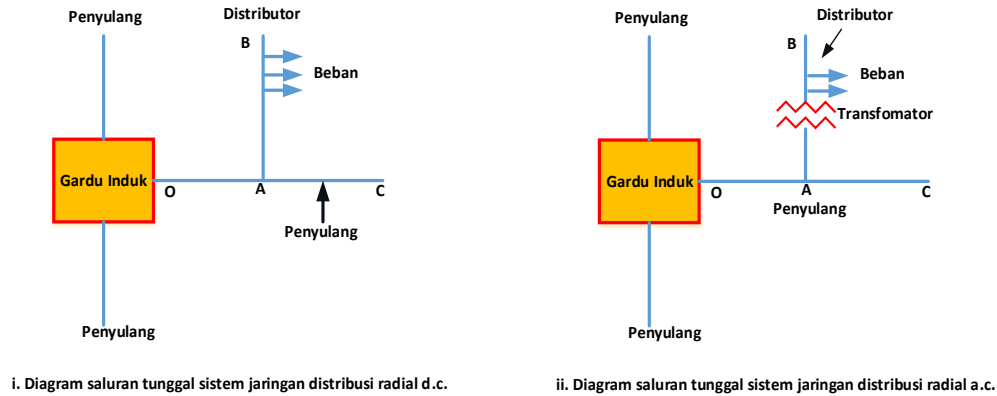 Penyulang
Distributor
B
Beban
Gardu Induk
O
A
C
Penyulang
Penyulang
i. Diagram saluran tunggal sistem jaringan distribusi radial d.c.
Penyulang
Distributor
B
Beban
Transfomator
Gardu Induk
O
A
C
Penyulang
Penyulang
ii. Diagram saluran tunggal sistem jaringan distribusi radial a.c.